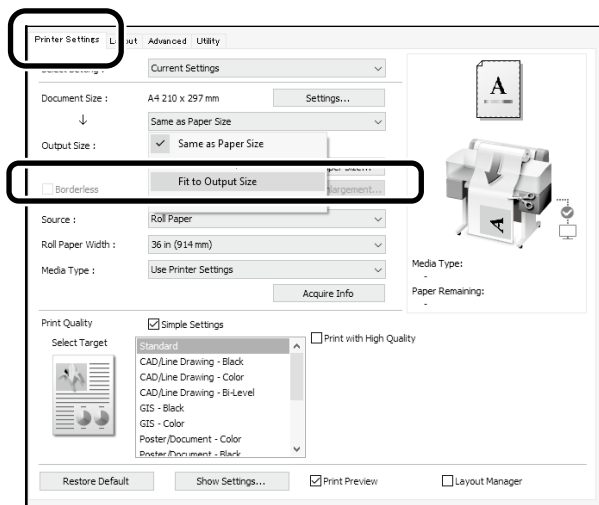 Printer Settings Layout Advanced Utility
Current Settings
Document Size : A4 210 x 297 mm Settings...
↓ Same as Paper Size
Output Size : ✓ Same as Paper Size
Fit to Output Size
Borderless
Source : Roll Paper
Roll Paper Width : 36 in (914 mm)
Media Type : Use Printer Settings
Acquire Info
Print Quality Simple Settings
Select Target
Standard
CAD/Line Drawing - Black
CAD/Line Drawing - Color
CAD/Line Drawing - Bi-Level
GIS - Black
GIS - Color
Poster/Document - Color
Poster/Document - Black
Print with High Quality
A
A
Media Type:
-
Paper Remaining:
-
Restore Default Show Settings... Print Preview Layout Manager